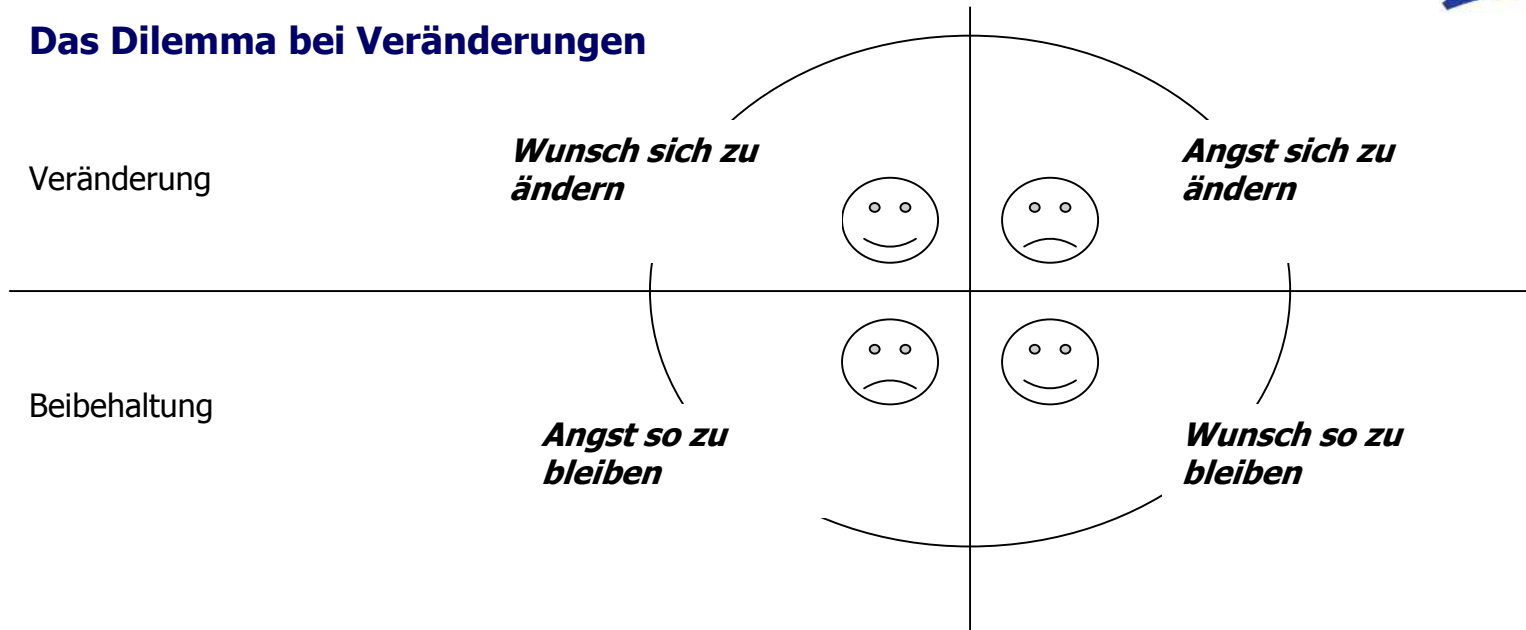 Das Dilemma bei Veränderungen
Wunsch sich zu
ändern
Angst sich zu
ändern
Veränderung
Beibehaltung
Angst so zu
bleiben
Wunsch so zu
bleiben